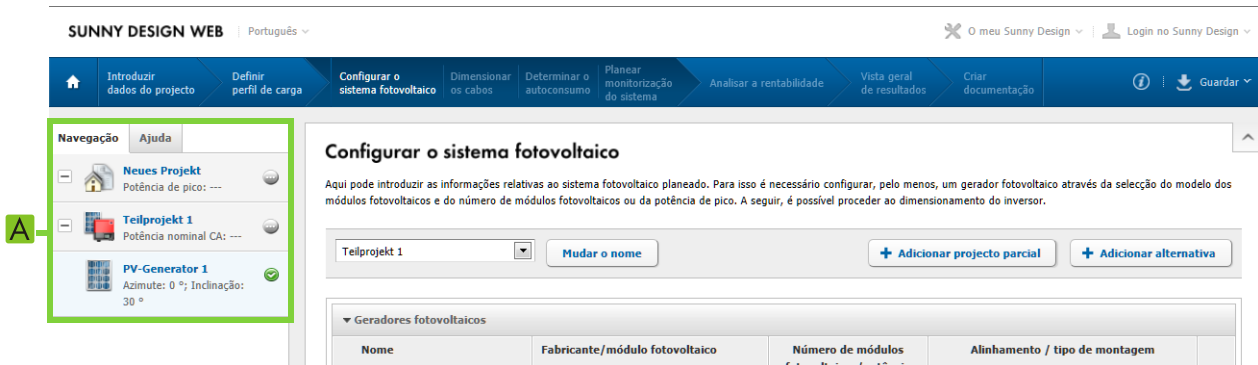 SUNNY DESIGN WEB Português
O meu Sunny Design Login no Sunny Design
Introduzir
dados do projecto
Definir
perfil de carga
Configurar o
sistema fotovoltaico
Dimensionar
os cabos
Determinar o
autoconsumo
Planear
monitorização
do sistema
Analisar a rentabilidade
Vista geral
de resultados
Criar
documentação
i
Guardar
Navegação Ajuda
Neues Projekt
Potência de pico: ---
A
Teilprojekt 1
Potência nominal CA: ---
PV-Generator 1
Azimute: 0 °; Inclinação:
30 °
Configurar o sistema fotovoltaico
Aqui pode introduzir as informações relativas ao sistema fotovoltaico planeado. Para isso é necessário configurar, pelo menos, um gerador fotovoltaico através da selecção do modelo dos
módulos fotovoltaicos e do número de módulos fotovoltaicos ou da potência de pico. A seguir, é possível proceder ao dimensionamento do inversor.
Teilprojekt 1 Mudar o nome + Adicionar projecto parcial + Adicionar alternativa
Geradores fotovoltaicos
Nome Fabricante/módulo fotovoltaico Número de módulos Alinhamento / tipo de montagem